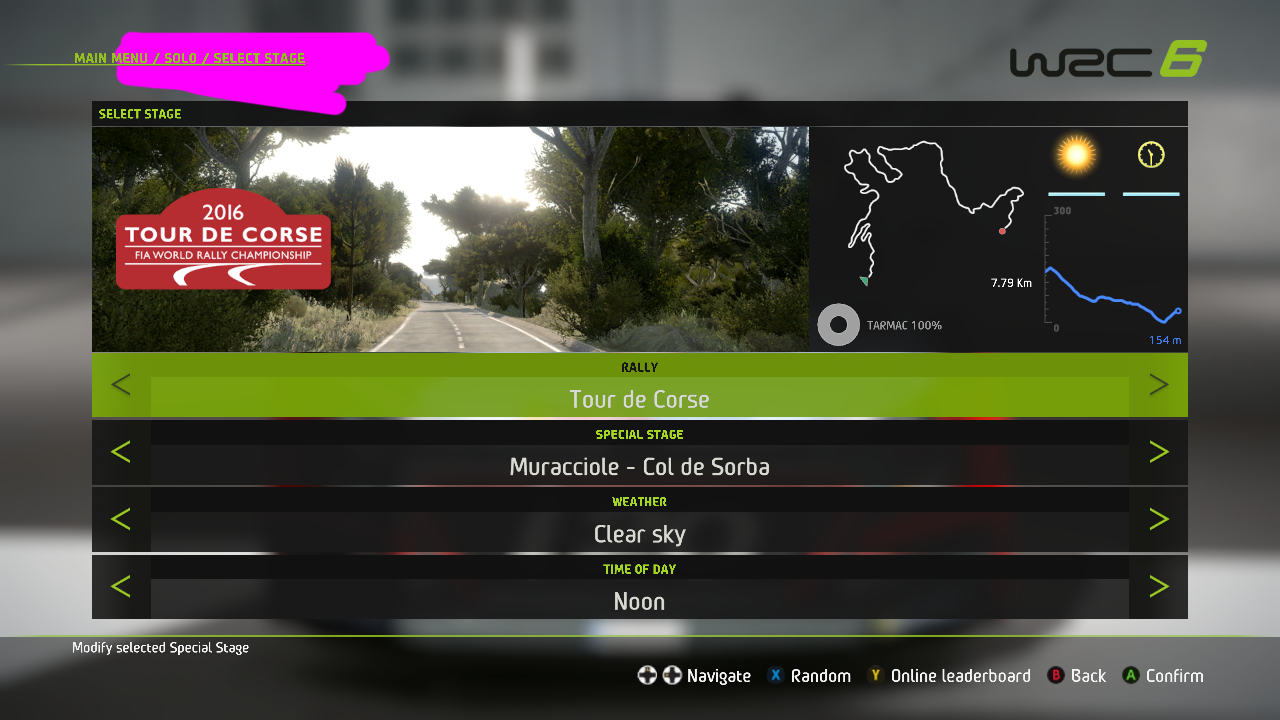 MAIN MENU / SOLO / SELECT STAGE
WRC 6
SELECT STAGE
2016
TOUR DE CORSE
FIA WORLD RALLY CHAMPIONSHIP
300
7.79 Km
0
TARMAC 100%
154 m
RALLY
< Tour de Corse >
SPECIAL STAGE
< Muracciole - Col de Sorba >
WEATHER
< Clear sky >
TIME OF DAY
< Noon >
Modify selected Special Stage
Navigate X Random Y Online leaderboard B Back A Confirm